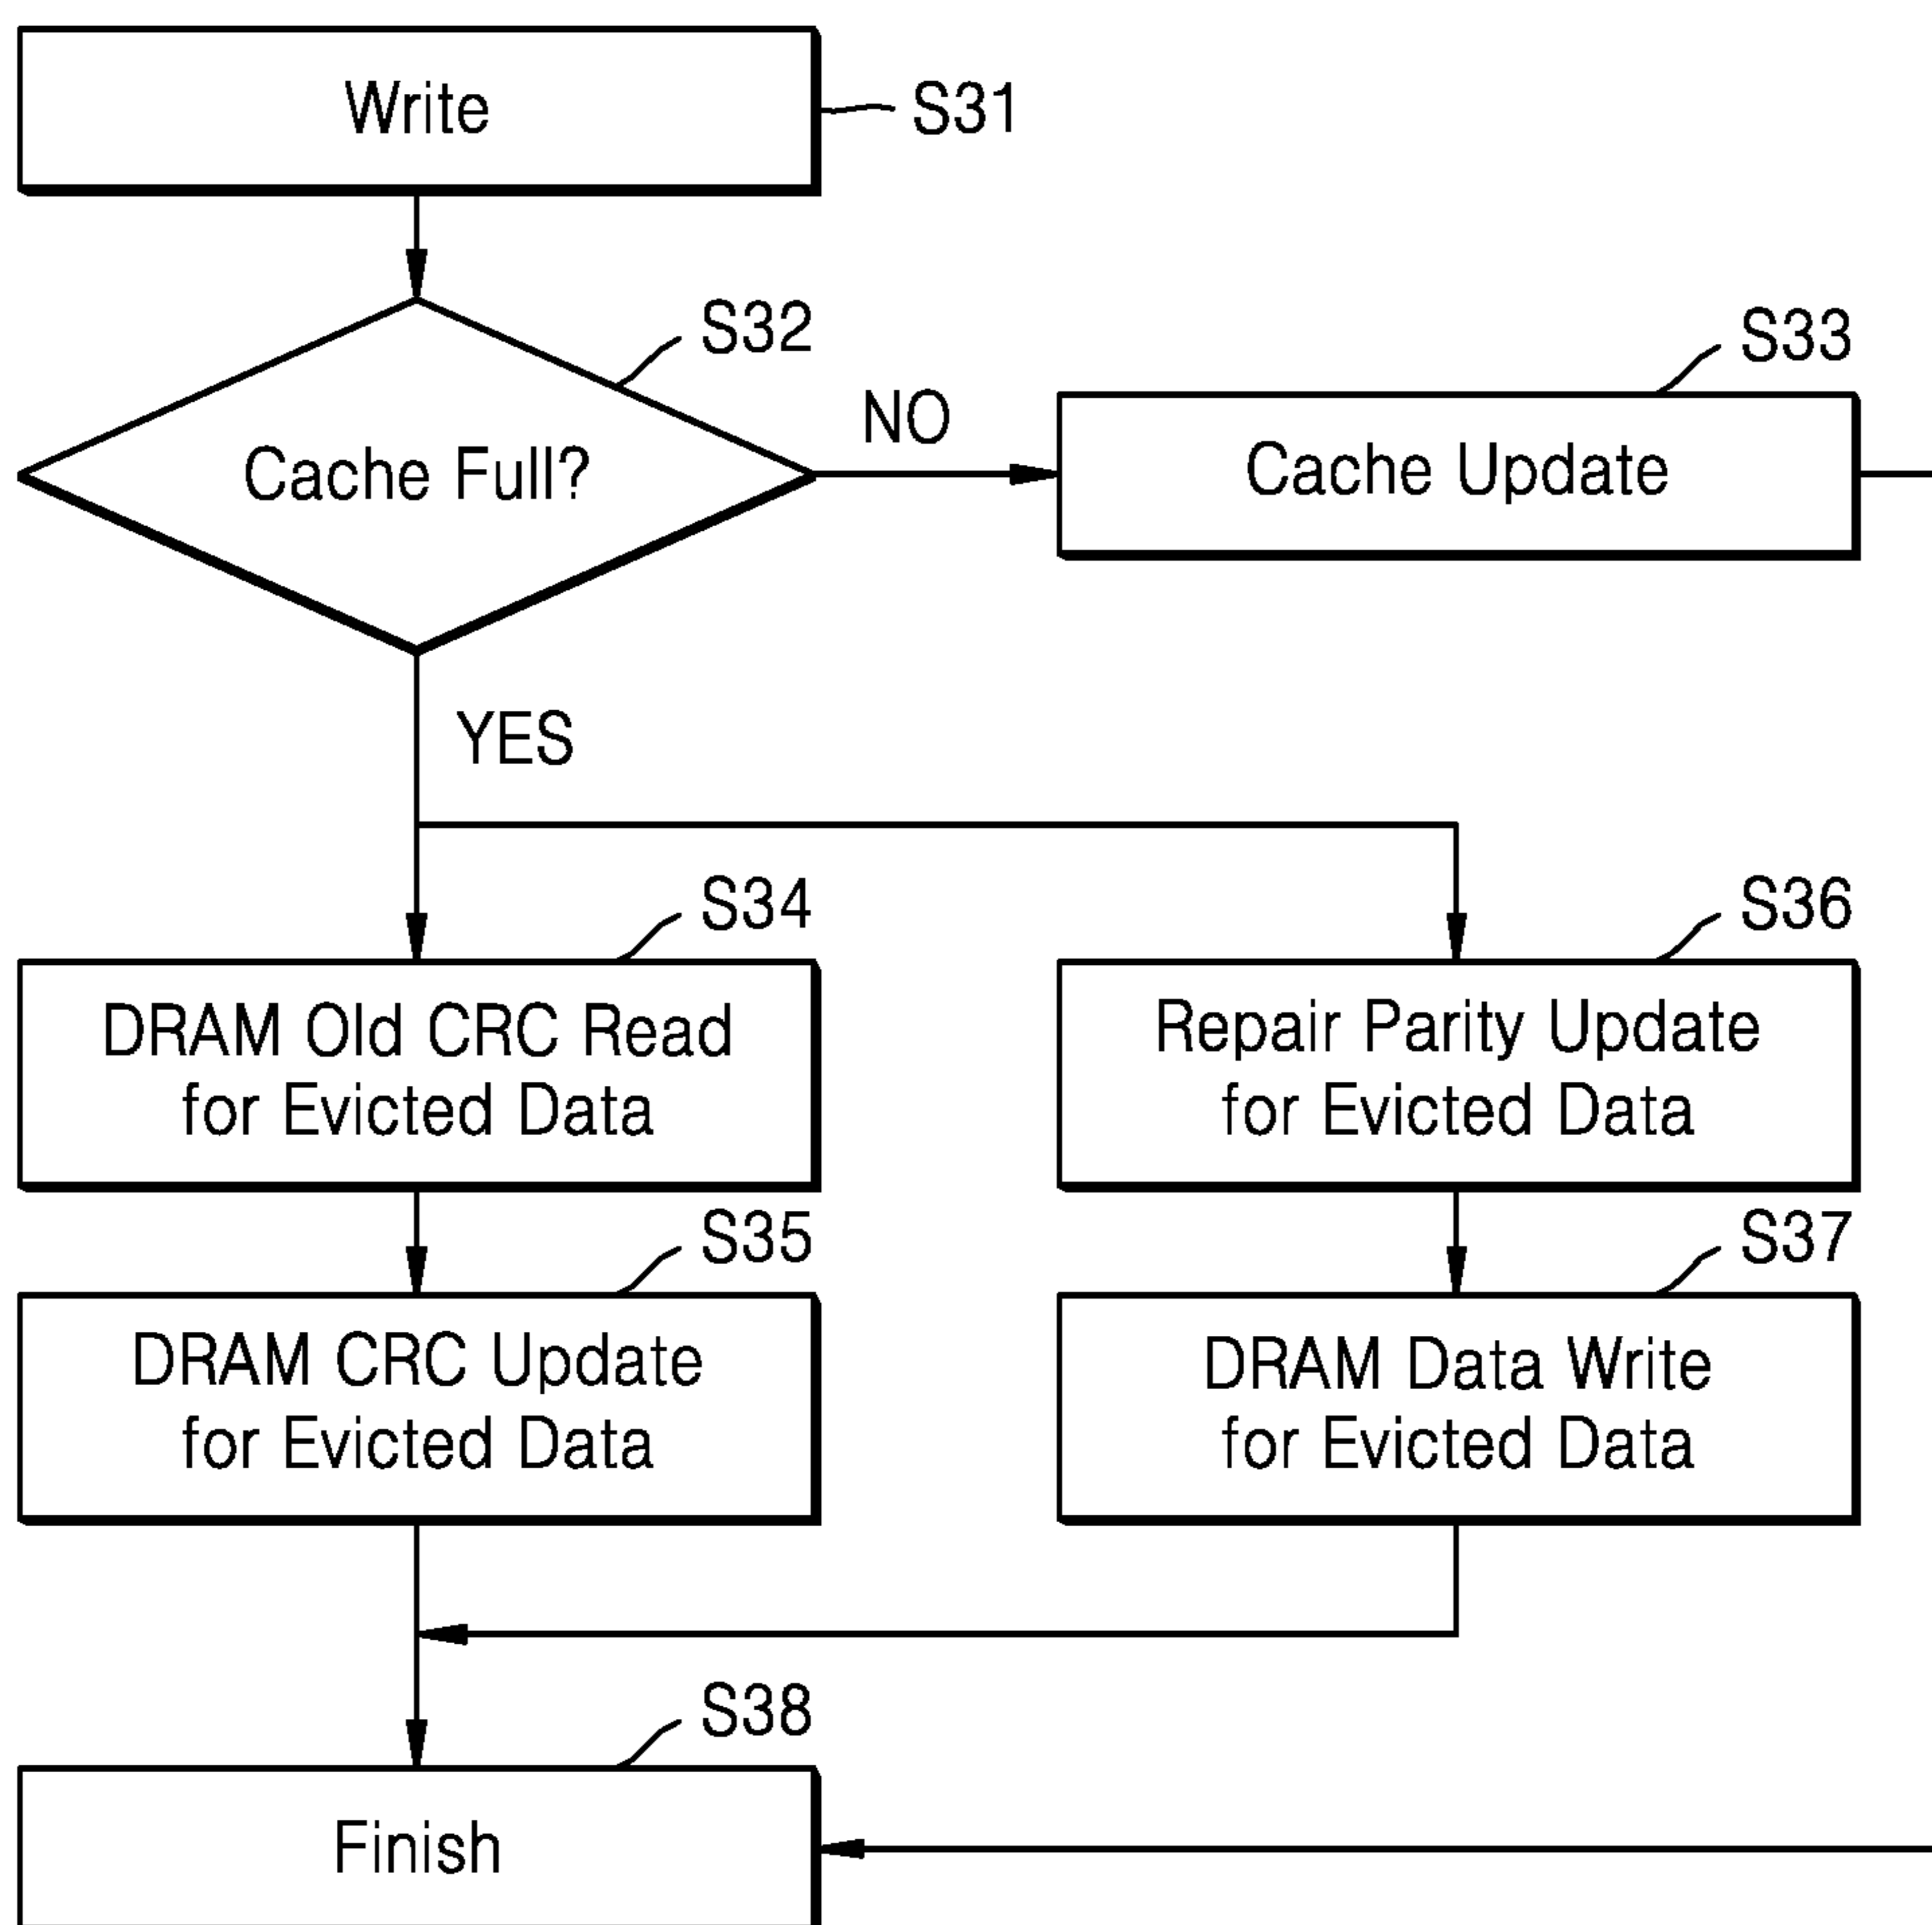 Write
S31
S32
Cache Full?
NO
S33
Cache Update
YES
S34
DRAM Old CRC Read
for Evicted Data
S36
Repair Parity Update
for Evicted Data
S35
DRAM CRC Update
for Evicted Data
S37
DRAM Data Write
for Evicted Data
S38
Finish